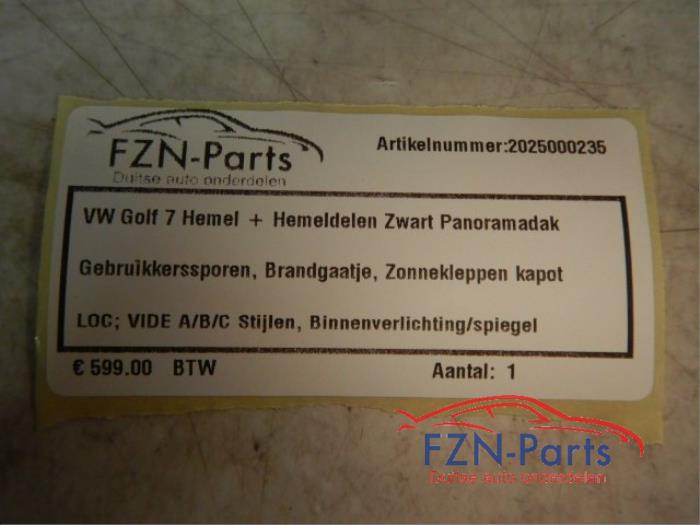 FZN-Parts
Duitse auto onderdelen
Artikelnummer:2025000235
VW Golf 7 Hemel + Hemeldelen Zwart Panoramadak
Gebruikkerssporen, Brandgaatje, Zonnekleppen kapot
LOC; VIDE A/B/C Stijlen, Binnenverlichting/spiegel
€ 599.00 BTW
Aantal: 1
FZN-Parts
Duitse auto onderdelen